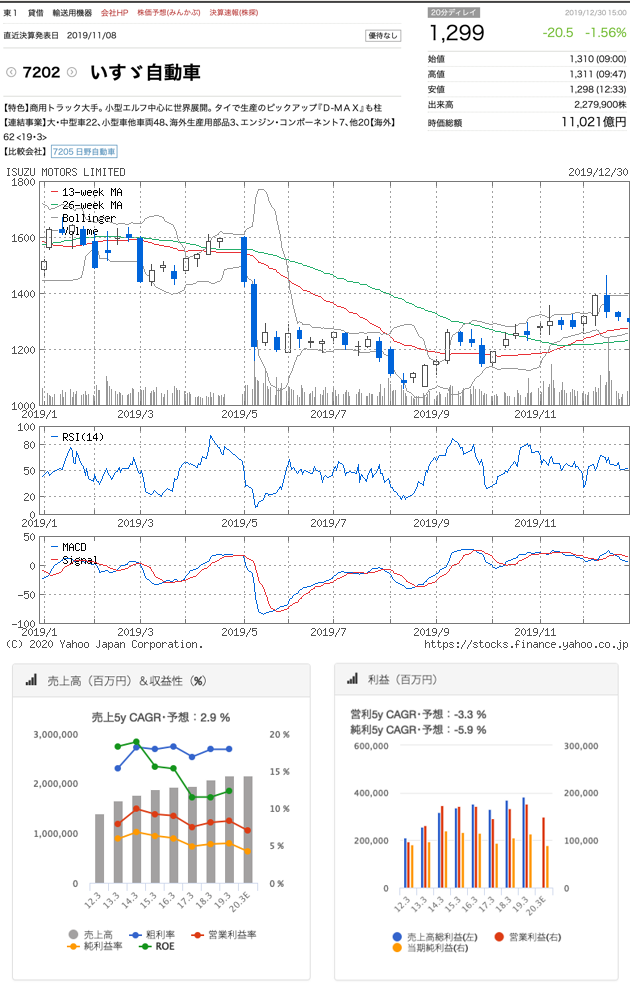 東1 貸借 輸送用機器 会社HP 株価予想(みんかぶ) 決算速報(株探)
直近決算発表日 2019/11/08
優待なし
7202 いすゞ自動車
20分ディレイ 2019/12/30 15:00
1,299 -20.5 -1.56%
始値 1,310 (09:00)
高値 1,311 (09:47)
安値 1,298 (12:33)
出来高 2,279,900株
時価総額 11,021億円
【特色】商用トラック大手。小型エルフ中心に世界展開。タイで生産のピックアップ『D-MAX』も柱
【連結事業】大・中型車22、小型車他車両48、海外生産用部品3、エンジン・コンポーネント7、他20【海外】
62 <19・3>
【比較会社】 7205 日野自動車
ISUZU MOTORS LIMITED 2019/12/30
1800
1600
1400
1200
1000
13-week MA
26-week MA
Bollinger
Volume
2019/1 2019/3 2019/5 2019/7 2019/9 2019/11
100
80
50
20
0
RSI(14)
2019/1 2019/3 2019/5 2019/7 2019/9 2019/11
50
0
-50
-100
MACD
Signal
2019/1 2019/3 2019/5 2019/7 2019/9 2019/11
(C) 2020 Yahoo Japan Corporation. https://stocks.finance.yahoo.co.jp
売上高（百万円）＆収益性（%）
売上5y CAGR・予想：2.9 %
3,000,000
2,000,000
1,000,000
0
20 %
15 %
10 %
5 %
0 %
12.3 13.3 14.3 15.3 16.3 17.3 18.3 19.3 20.3E
売上高 粗利率 営業利益率
純利益率 ROE
利益（百万円）
営利5y CAGR・予想：-3.3 %
純利5y CAGR・予想：-5.9 %
600,000
400,000
200,000
0
300,000
200,000
100,000
0
12.3 13.3 14.3 15.3 16.3 17.3 18.3 19.3 20.3E
売上高総利益(左) 営業利益(右)
当期純利益(右)